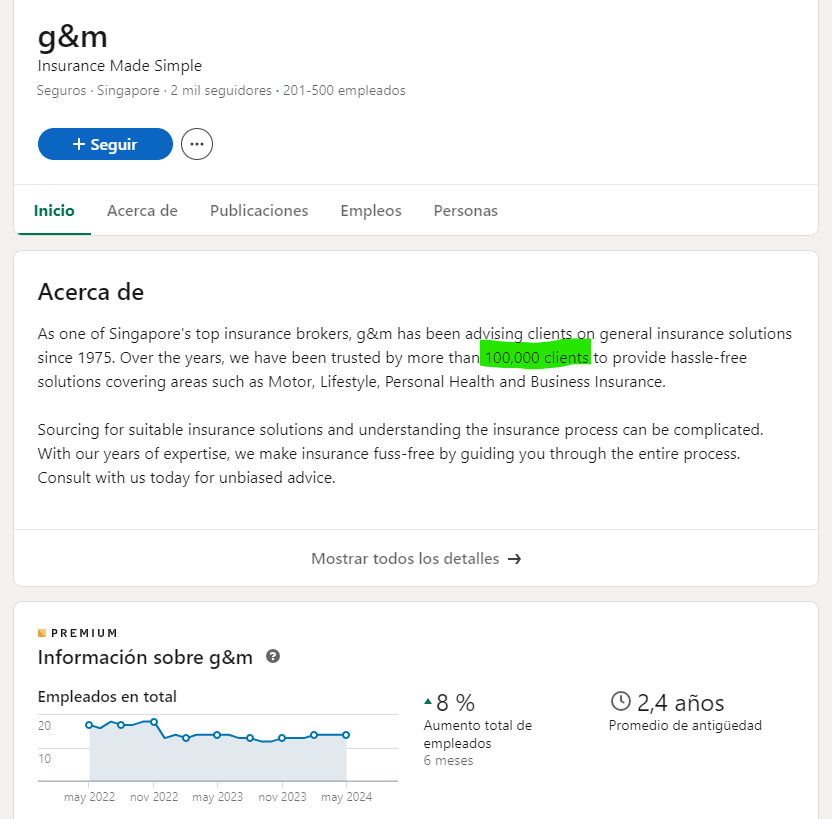 g&m
Insurance Made Simple
Seguros · Singapore · 2 mil seguidores · 201-500 empleados
+ Seguir
Inicio Acerca de Publicaciones Empleos Personas
Acerca de
As one of Singapore's top insurance brokers, g&m has been advising clients on general insurance solutions
since 1975. Over the years, we have been trusted by more than 100,000 clients to provide hassle-free
solutions covering areas such as Motor, Lifestyle, Personal Health and Business Insurance.
Sourcing for suitable insurance solutions and understanding the insurance process can be complicated.
With our years of expertise, we make insurance fuss-free by guiding you through the entire process.
Consult with us today for unbiased advice.
Mostrar todos los detalles →
PREMIUM
Información sobre g&m
Empleados en total
20
10
may 2022 nov 2022 may 2023 nov 2023 may 2024
8 %
Aumento total de
empleados
6 meses
2,4 años
Promedio de antigüedad